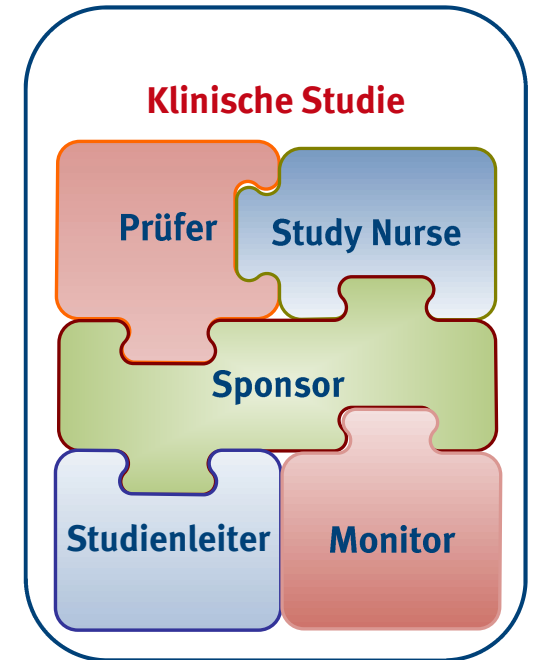 Klinische Studie
Prüfer
Study Nurse
Sponsor
Studienleiter
Monitor